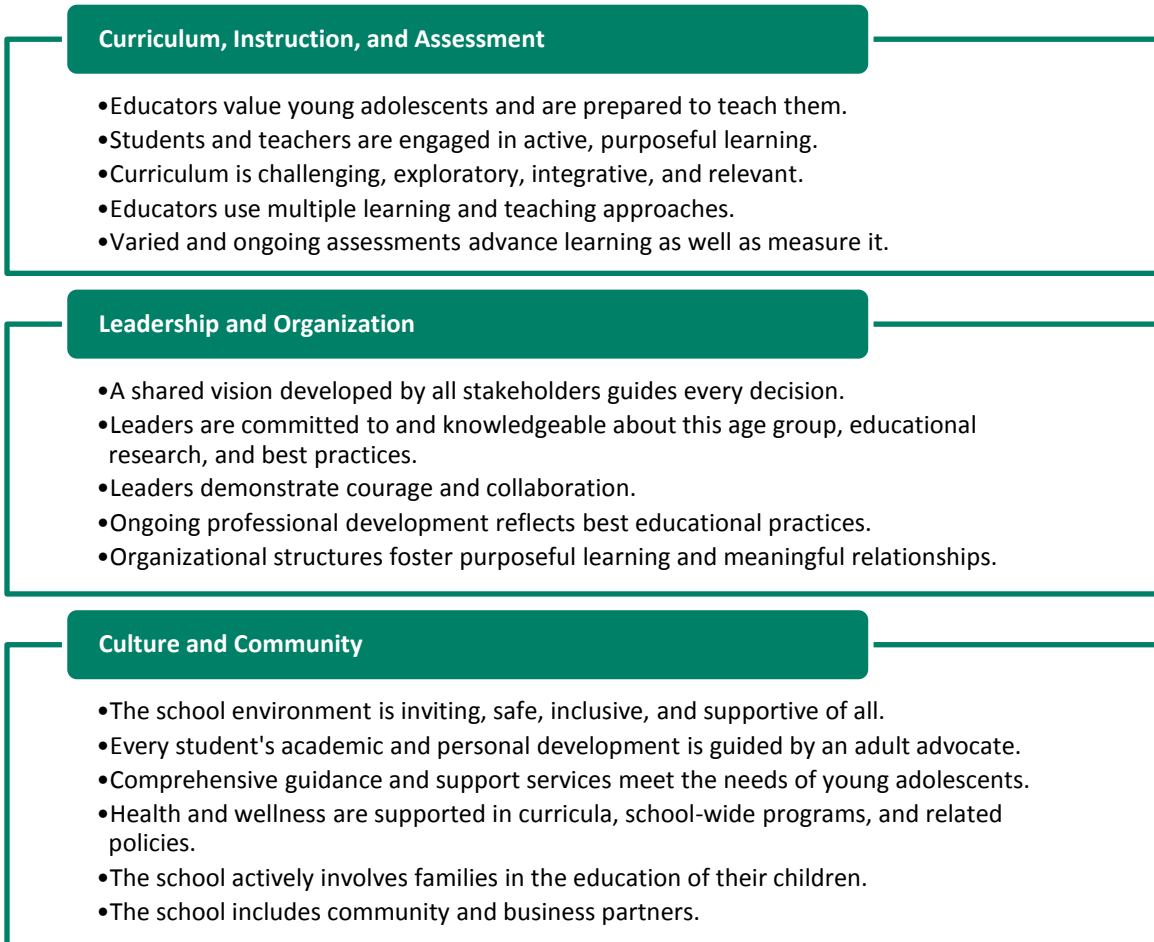 Curriculum, Instruction, and Assessment
•Educators value young adolescents and are prepared to teach them.
•Students and teachers are engaged in active, purposeful learning.
•Curriculum is challenging, exploratory, integrative, and relevant.
•Educators use multiple learning and teaching approaches.
•Varied and ongoing assessments advance learning as well as measure it.
Leadership and Organization
•A shared vision developed by all stakeholders guides every decision.
•Leaders are committed to and knowledgeable about this age group, educational
research, and best practices.
•Leaders demonstrate courage and collaboration.
•Ongoing professional development reflects best educational practices.
•Organizational structures foster purposeful learning and meaningful relationships.
Culture and Community
•The school environment is inviting, safe, inclusive, and supportive of all.
•Every student's academic and personal development is guided by an adult advocate.
•Comprehensive guidance and support services meet the needs of young adolescents.
•Health and wellness are supported in curricula, school-wide programs, and related
policies.
•The school actively involves families in the education of their children.
•The school includes community and business partners.